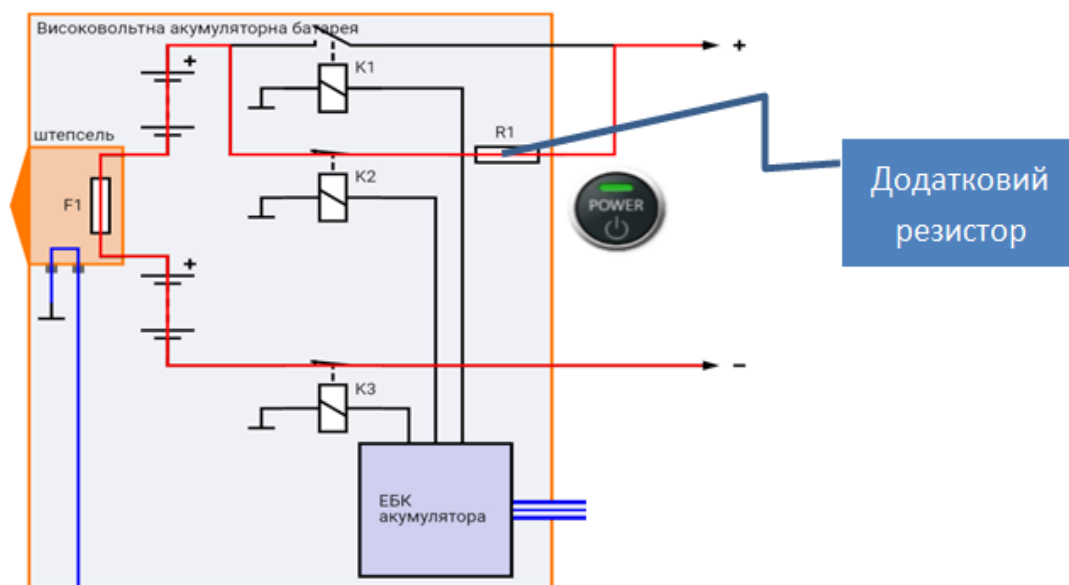 Високовольтна акумуляторна батарея
+
K1
+
штепсель
R1
K2
F1
POWER
Додатковий
резистор
+
−
K3
ЕБК
акумулятора